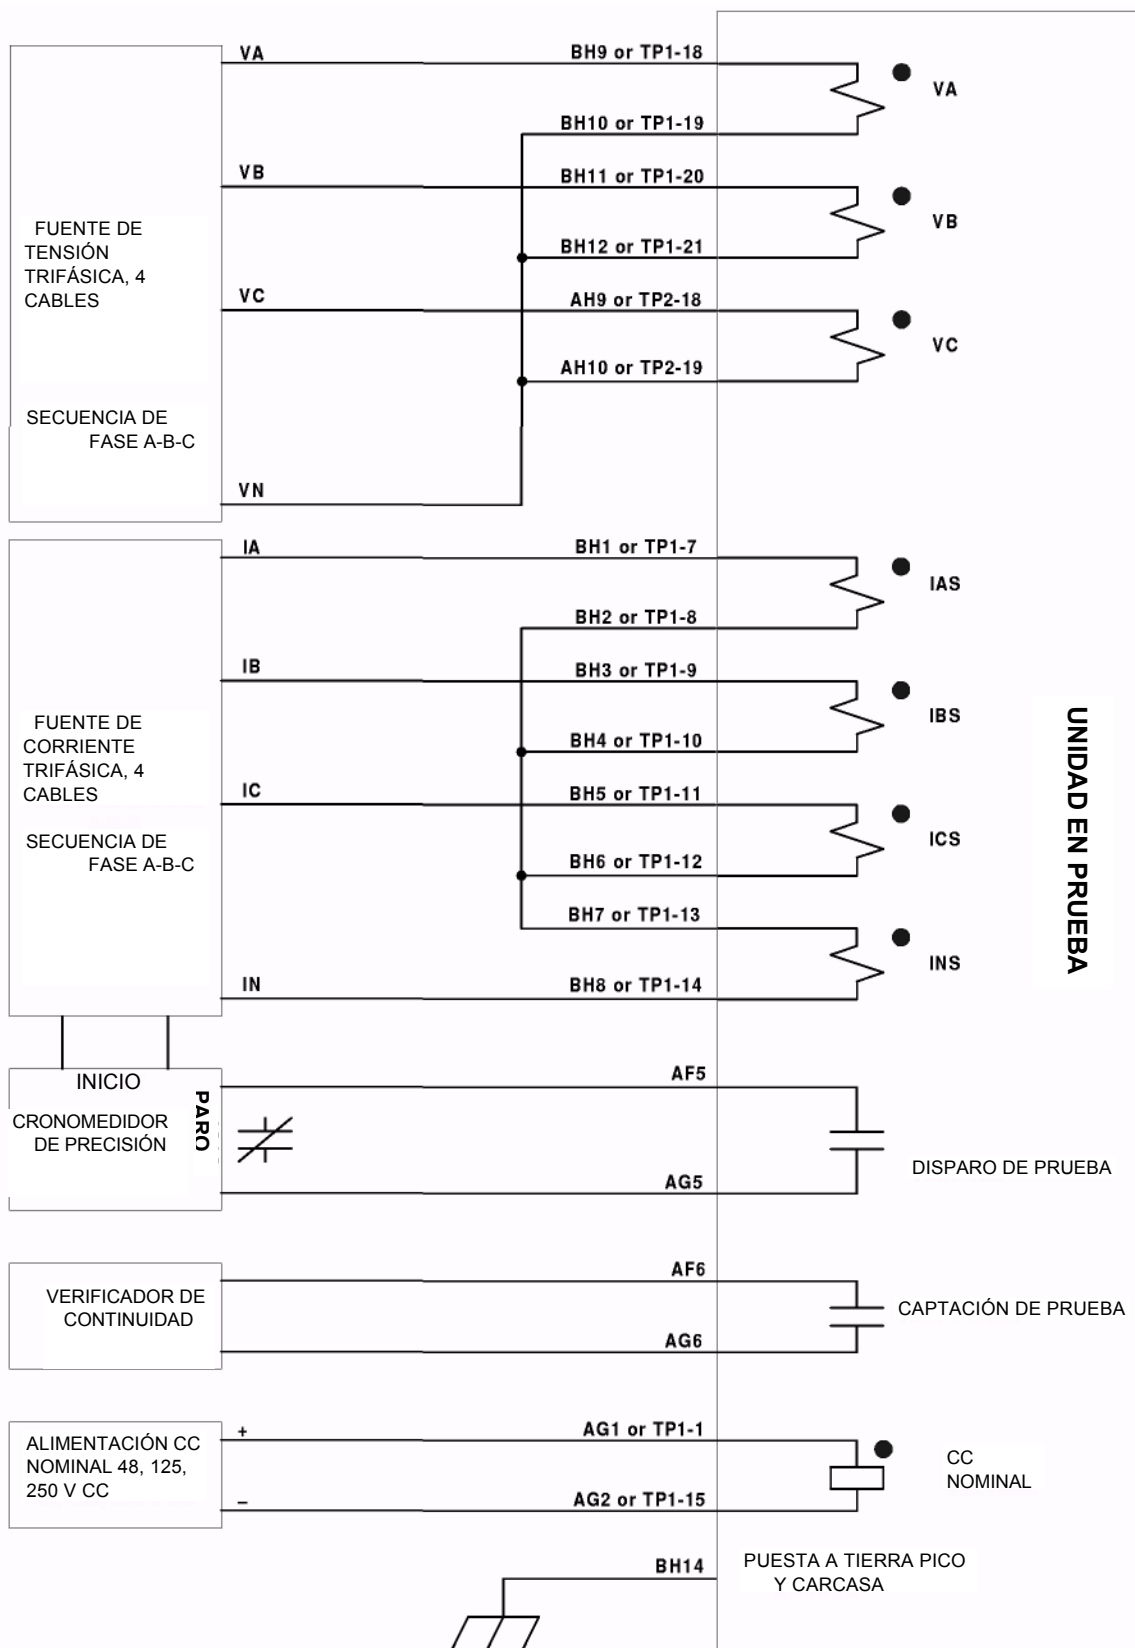 VA
BH9 or TP1-18
VA
BH10 or TP1-19
VB
BH11 or TP1-20
VB
BH12 or TP1-21
FUENTE DE
TENSIÓN
TRIFÁSICA, 4
CABLES
VC
AH9 or TP2-18
VC
AH10 or TP2-19
SECUENCIA DE
FASE A-B-C
VN
IA
BH1 or TP1-7
IAS
BH2 or TP1-8
IB
BH3 or TP1-9
IBS
BH4 or TP1-10
FUENTE DE
CORRIENTE
TRIFÁSICA, 4
CABLES
IC
BH5 or TP1-11
ICS
BH6 or TP1-12
SECUENCIA DE
FASE A-B-C
BH7 or TP1-13
INS
IN
BH8 or TP1-14
UNIDAD EN PRUEBA
INICIO
CRONOMEDIDOR
DE PRECISIÓN
PARO
AF5
AG5
DISPARO DE PRUEBA
VERIFICADOR DE
CONTINUIDAD
AF6
AG6
CAPTACIÓN DE PRUEBA
ALIMENTACIÓN CC
NOMINAL 48, 125,
250 V CC
+
–
AG1 or TP1-1
AG2 or TP1-15
CC
NOMINAL
BH14
PUESTA A TIERRA PICO
Y CARCASA